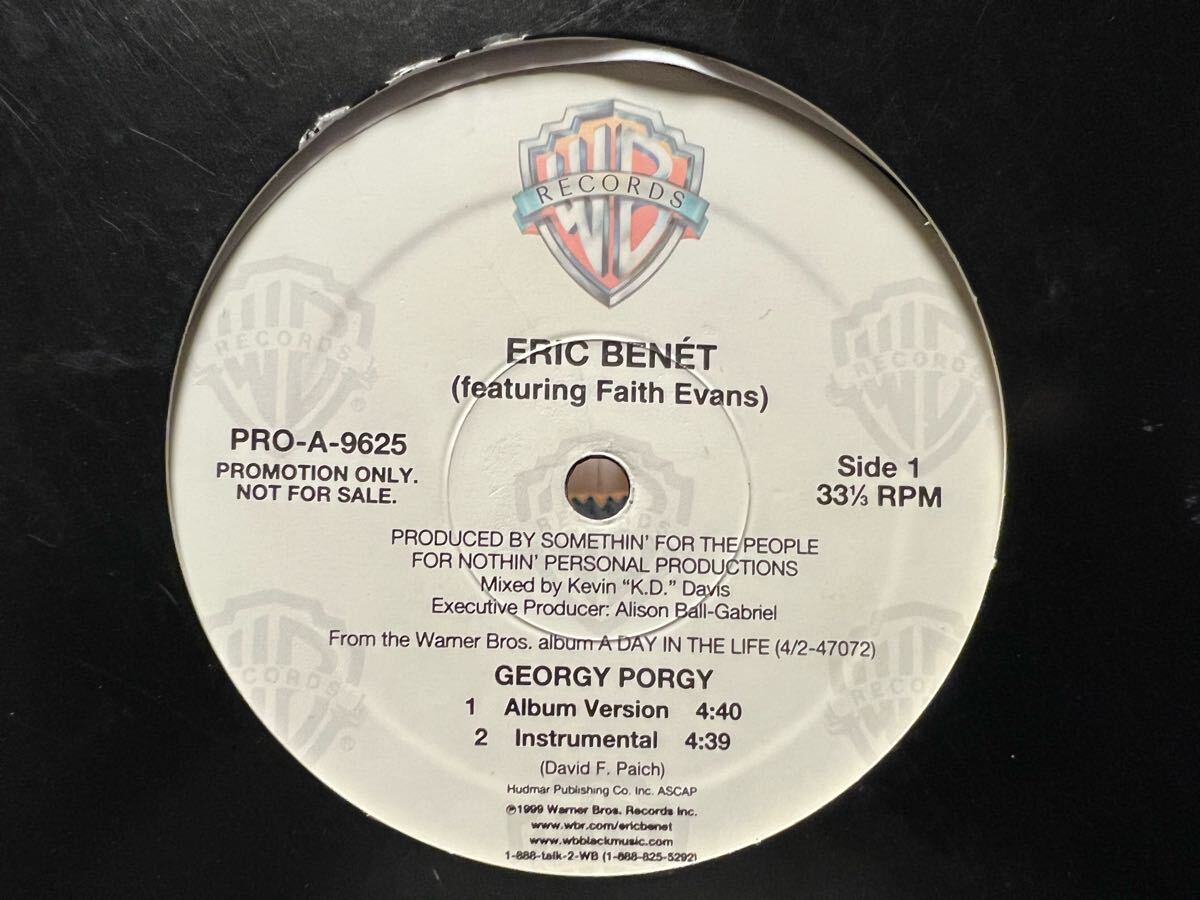 WB
RECORDS
ERIC BENÉT
(featuring Faith Evans)
PRO-A-9625
PROMOTION ONLY.
NOT FOR SALE.
Side 1
33⅓ RPM
PRODUCED BY SOMETHIN' FOR THE PEOPLE
FOR NOTHIN' PERSONAL PRODUCTIONS
Mixed by Kevin "K.D." Davis
Executive Producer: Alison Ball-Gabriel
From the Warner Bros. album A DAY IN THE LIFE (4/2-47072)
GEORGY PORGY
1 Album Version 4:40
2 Instrumental 4:39
(David F. Paich)
Hudmar Publishing Co. Inc. ASCAP
℗1999 Warner Bros. Records Inc.
www.wbr.com/ericbenet
www.wbblackmusic.com
1-888-talk-2-WB (1-888-825-5292)